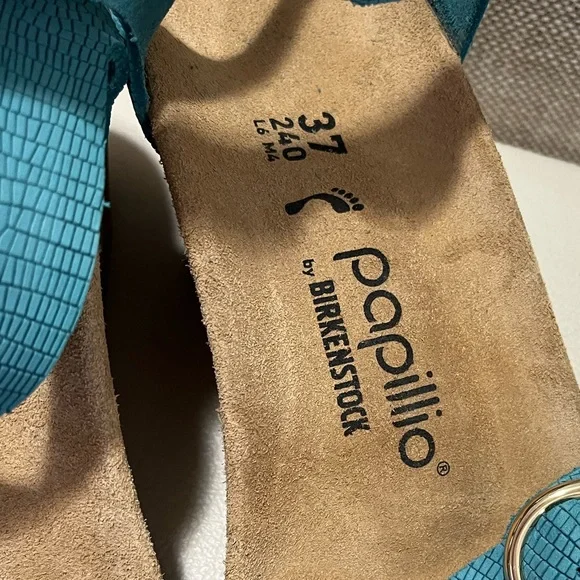 37
240
L6 M4
papillio®
by BIRKENSTOCK